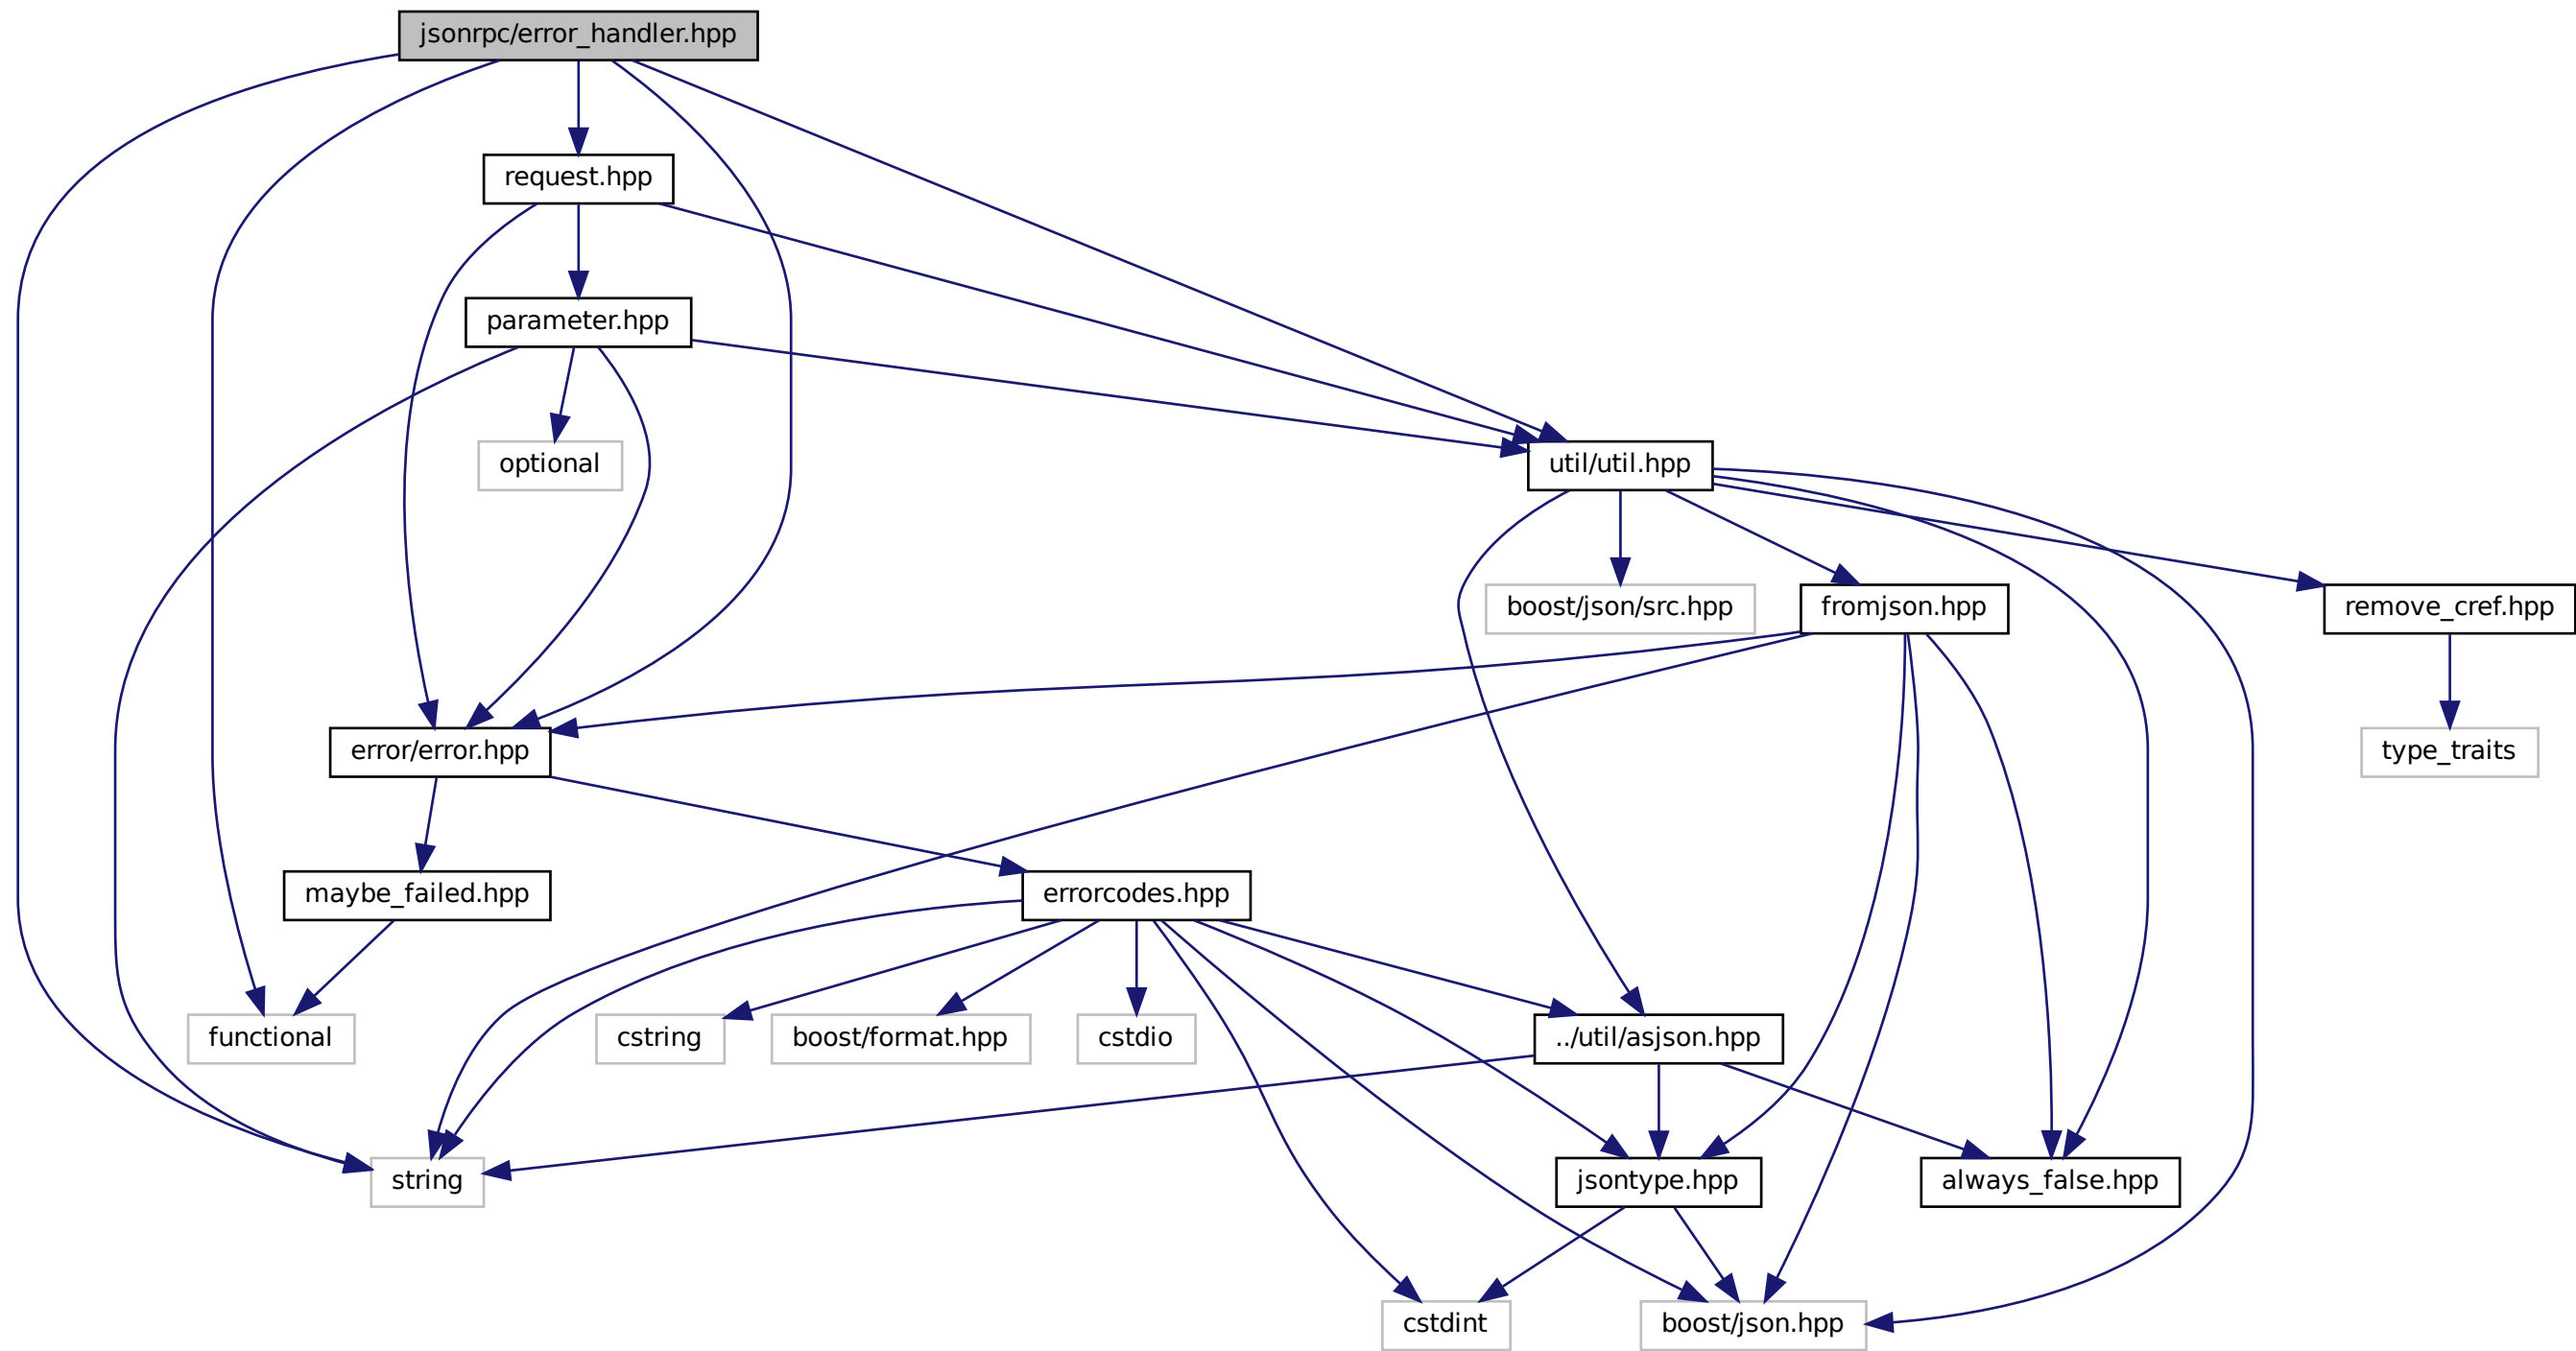 jsonrpc/error_handler.hpp
request.hpp
parameter.hpp
optional
util/util.hpp
boost/json/src.hpp
fromjson.hpp
remove_cref.hpp
error/error.hpp
type_traits
maybe_failed.hpp
errorcodes.hpp
functional
cstring
boost/format.hpp
cstdio
../util/asjson.hpp
string
jsontype.hpp
always_false.hpp
cstdint
boost/json.hpp